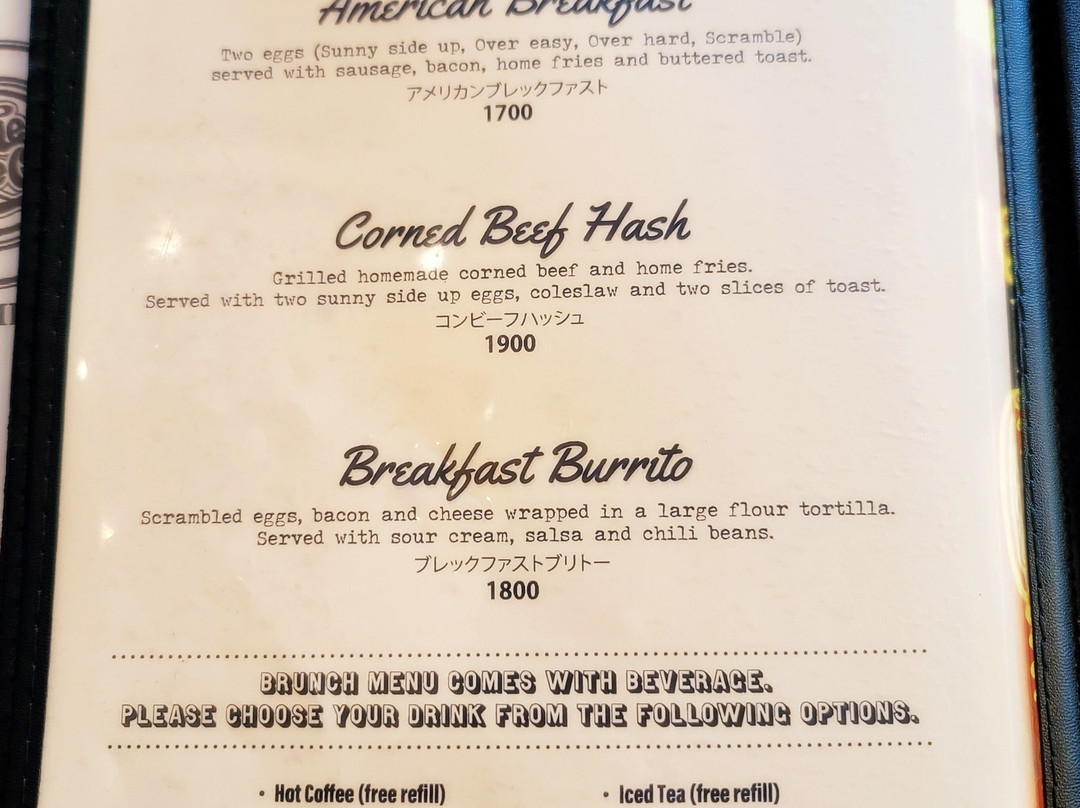 American Breakfast
Two eggs (Sunny side up, Over easy, Over hard, Scramble)
served with sausage, bacon, home fries and buttered toast.
アメリカンブレックファスト
1700
Corned Beef Hash
Grilled homemade corned beef and home fries.
Served with two sunny side up eggs, coleslaw and two slices of toast.
コンビーフハッシュ
1900
Breakfast Burrito
Scrambled eggs, bacon and cheese wrapped in a large flour tortilla.
Served with sour cream, salsa and chili beans.
ブレックファストブリトー
1800
BRUNCH MENU COMES WITH BEVERAGE.
PLEASE CHOOSE YOUR DRINK FROM THE FOLLOWING OPTIONS.
・ Hot Coffee (free refill) ・ Iced Tea (free refill)